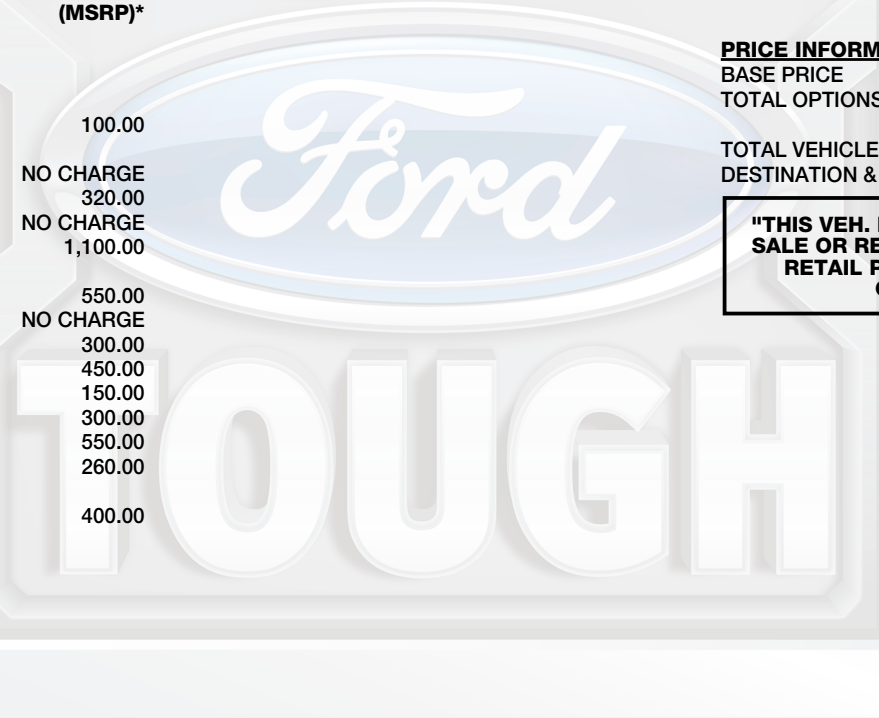 (MSRP)*
100.00
NO CHARGE
320.00
NO CHARGE
1,100.00
550.00
NO CHARGE
300.00
450.00
150.00
300.00
550.00
260.00
400.00
PRICE INFORM
BASE PRICE
TOTAL OPTIONS
TOTAL VEHICLE
DESTINATION &
"THIS VEH.
SALE OR RE
RETAIL P
Ford
TOUGH